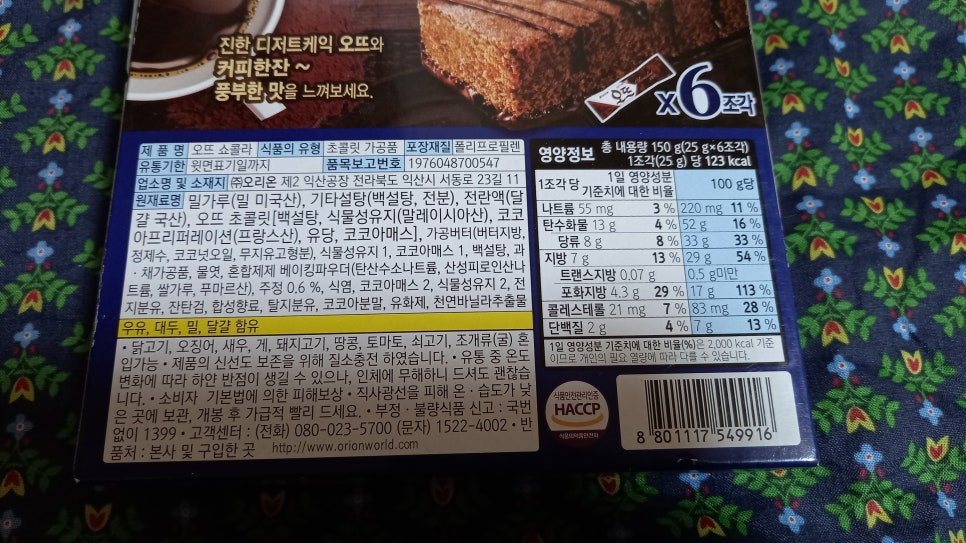 진한 디저트케익 오뜨와
커피한잔 ~
풍부한 맛을 느껴보세요.
오뜨
x6조각
제 품 명 오뜨 쇼콜라 식품의 유형 초콜릿 가공품 포장재질 폴리프로필렌
유통기한 윗면표기일까지 품목보고번호 1976048700547
업소명 및 소재지 ㈜오리온 제2 익산공장 전라북도 익산시 서동로 23길 11
원재료명 밀가루(밀 미국산), 기타설탕(백설탕, 전분), 전란액(달
걀 국산), 오뜨 초콜릿[백설탕, 식물성유지(말레이시아산), 코코
아프리퍼레이션(프랑스산), 유당, 코코아매스], 가공버터(버터지방,
정제수, 코코넛오일, 무지유고형분), 식물성유지 1, 코코아매스 1, 백설탕, 과
· 채가공품, 물엿, 혼합제제 베이킹파우더(탄산수소나트륨, 산성피로인산나
트륨, 쌀가루, 푸마르산), 주정 0.6 %, 식염, 코코아매스 2, 식물성유지 2, 전
지분유, 잔탄검, 합성향료, 탈지분유, 코코아분말, 유화제, 천연바닐라추출물
우유, 대두, 밀, 달걀 함유
• 닭고기, 오징어, 새우, 게, 돼지고기, 땅콩, 토마토, 쇠고기, 조개류(굴) 혼
입가능 • 제품의 신선도 보존을 위해 질소충전 하였습니다. • 유통 중 온도
변화에 따라 하얀 반점이 생길 수 있으나, 인체에 무해하니 드셔도 괜찮습
니다. • 소비자 기본법에 의한 피해보상 • 직사광선을 피해 온 · 습도가 낮
은 곳에 보관, 개봉 후 가급적 빨리 드세요. • 부정 · 불량식품 신고 : 국번
없이 1399 • 고객센터 : (전화) 080-023-5700 (문자) 1522-4002 • 반
품처 : 본사 및 구입한 곳 http://www.orionworld.com
영양정보 총 내용량 150 g(25 g×6조각)
1조각(25 g) 당 123 kcal
1조각 당 1일 영양성분 기준치에 대한 비율 100 g당
나트륨 55 mg 3 % 220 mg 11 %
탄수화물 13 g 4 % 52 g 16 %
당류 8 g 8 % 33 g 33 %
지방 7 g 13 % 29 g 54 %
트랜스지방 0.07 g 0.5 g미만
포화지방 4.3 g 29 % 17 g 113 %
콜레스테롤 21 mg 7 % 83 mg 28 %
단백질 2 g 4 % 7 g 13 %
1일 영양성분 기준치에 대한 비율(%)은 2,000 kcal 기준
이므로 개인의 필요 열량에 따라 다를 수 있습니다.
식품안전관리인증
HACCP
식품의약품안전처
8 801117 549916